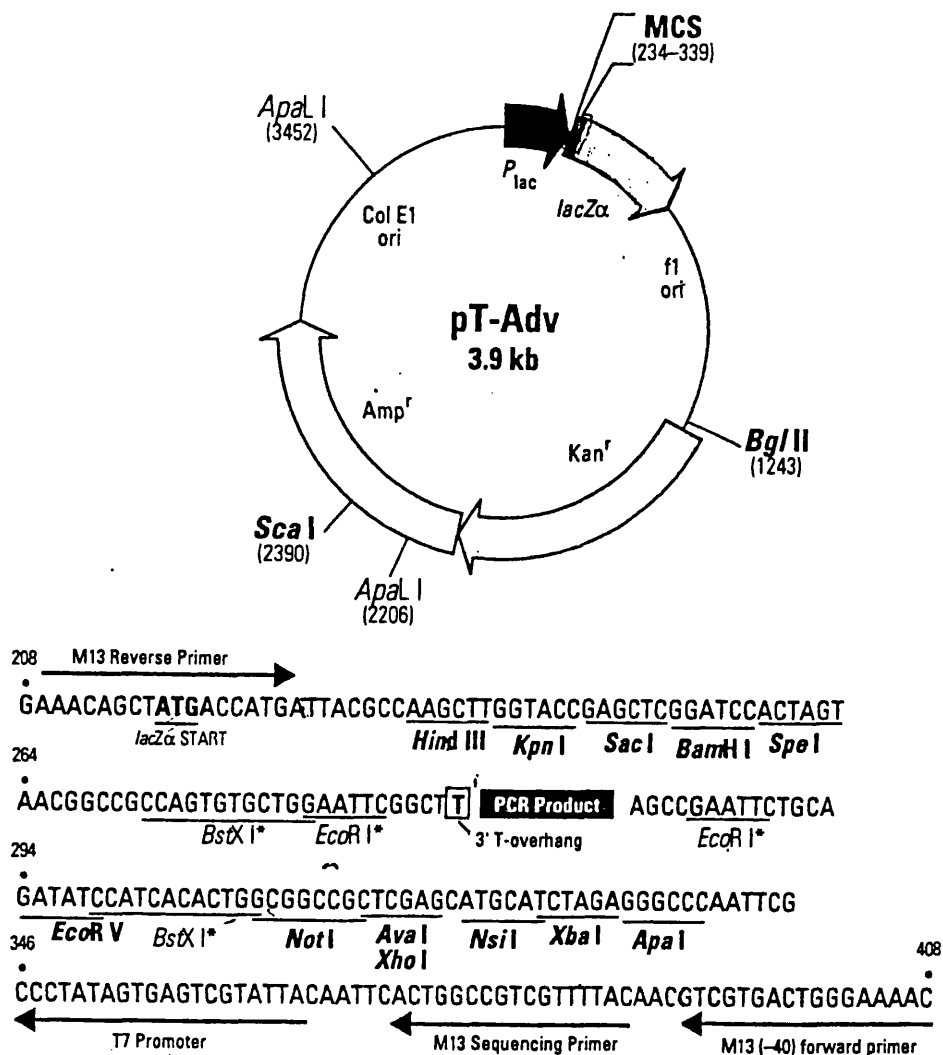 MCS
(234–339)
ApaL I
(3452)
Plac
lacZα
Col E1
ori
f1
ori
pT-Adv
3.9 kb
Ampr
Kanr
Bgl II
(1243)
Sca I
(2390)
ApaL I
(2206)
208 M13 Reverse Primer
GAAACAGCTATGACCATGATTACGCCAAGCTTGGTACCGAGCTCGGATCCACTAGT
lacZα START Hind III Kpn I Sac I BamH I Spe I
264
AACGGCCGCCAGTGTGCTGGAATTCGGCTT PCR Product AGCCGAATTCTGCA
BstX I* EcoR I* 3' T-overhang EcoR I*
294
GATATCCATCACACTGGCGGCCGCTCGAGCATGCATCTAGAGGGCCCAATTCG
EcoR V BstX I* Not I Ava I Nsi I Xba I Apa I
Xho I
346 408
CCCTATAGTGAGTCGTATTACAATTCACTGGCCGTCGTTTTACAACGTCGTGACTGGGAAAAC
T7 Promoter M13 Sequencing Primer M13 (–40) forward primer